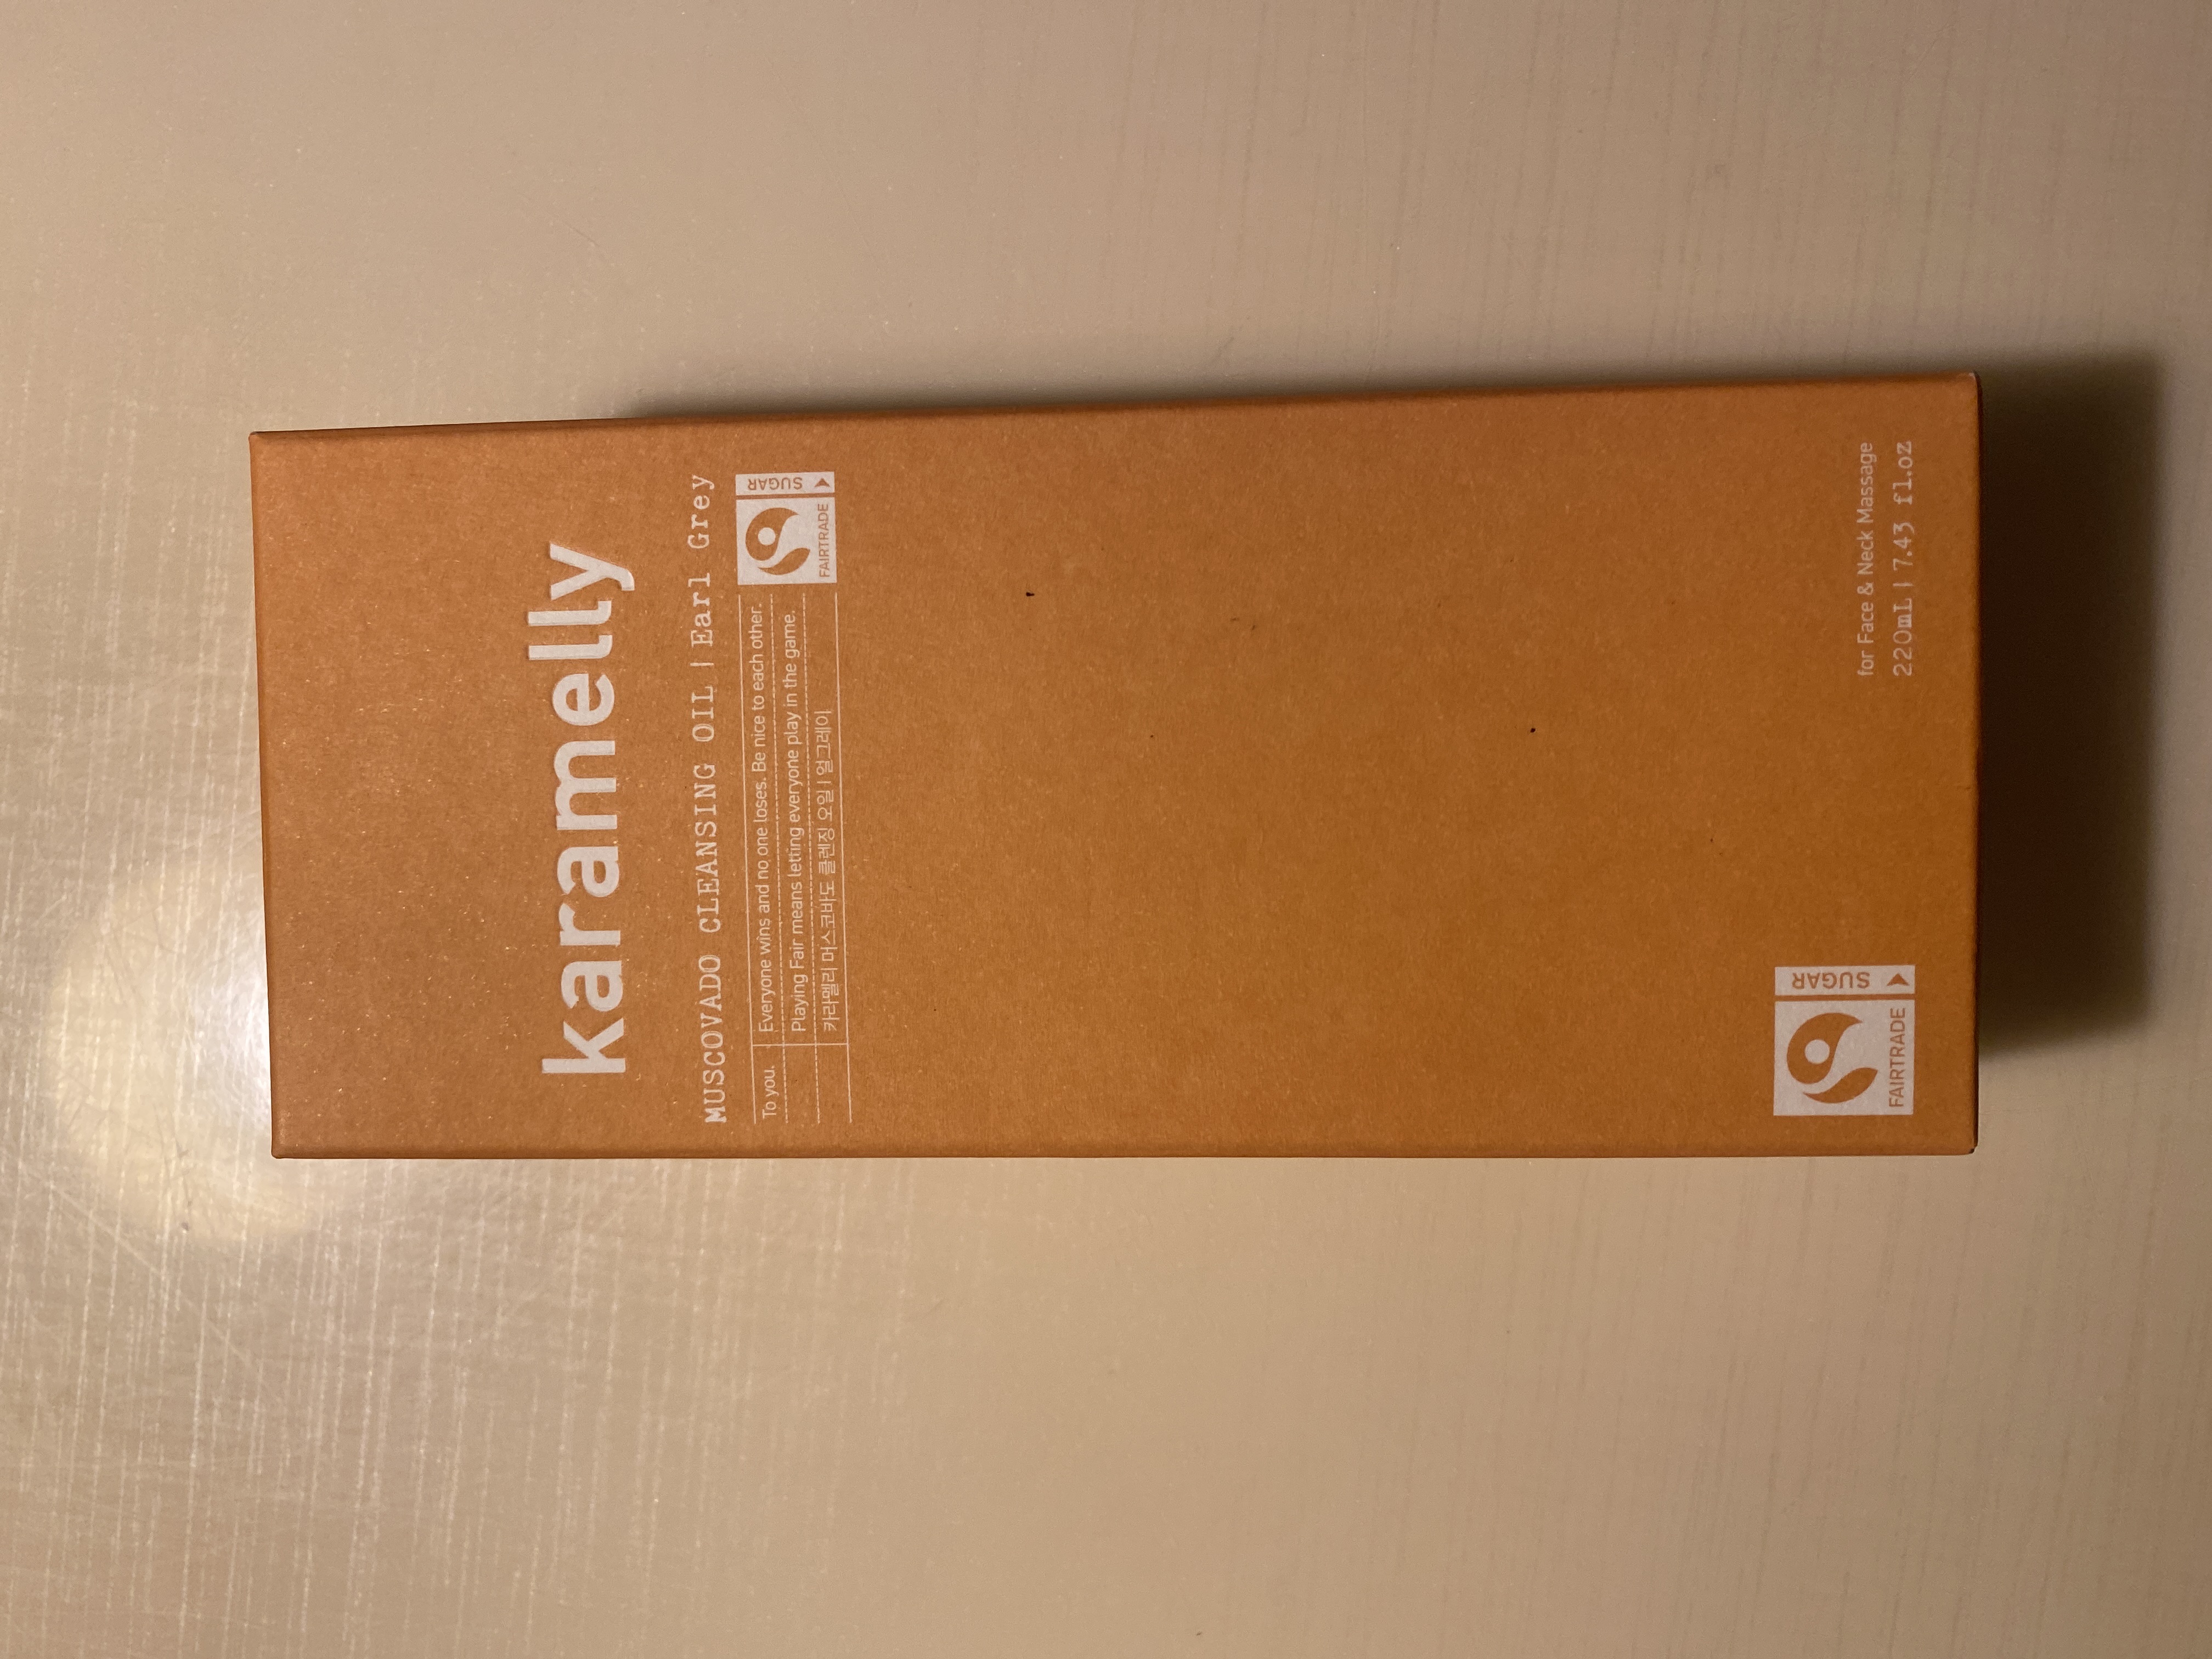 karamelly
MUSCOVADO CLEANSING OIL | Earl Grey
To you. Everyone wins and no one loses. Be nice to each other.
Playing Fair means letting everyone play in the game.
카라멜리 머스코바도 클렌징 오일 | 얼그레이
FAIRTRADE
SUGAR
FAIRTRADE
SUGAR
for Face & Neck Massage
220mL | 7.43 fl.oz